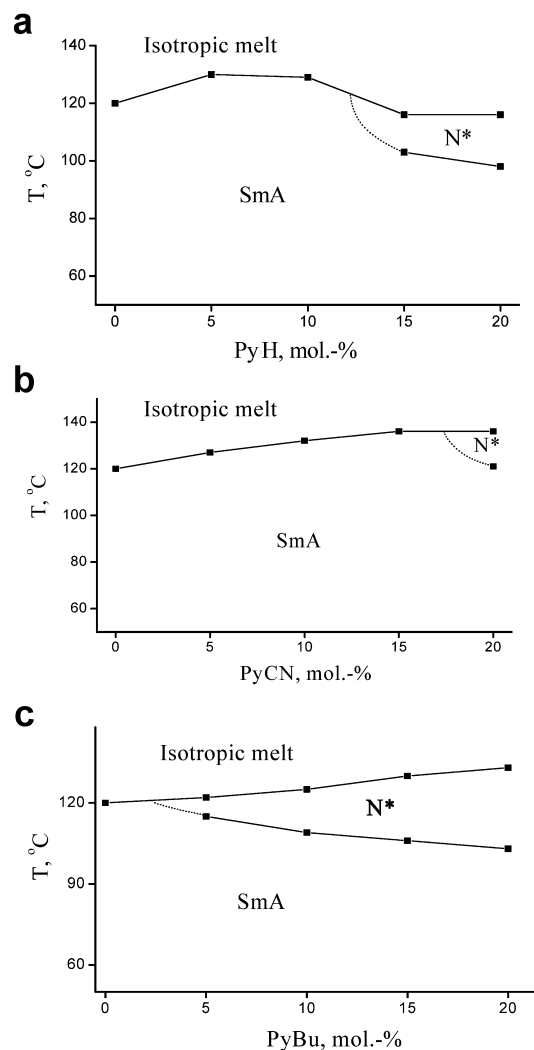 a
140
Isotropic melt
120
N*
100
T, °C
SmA
80
60
0 5 10 15 20
PyH, mol.-%
b
Isotropic melt
140
N*
120
T, °C
100
SmA
80
60
0 5 10 15 20
PyCN, mol.-%
c
Isotropic melt
120
N*
T, °C
90
SmA
60
0 5 10 15 20
PyBu, mol.-%